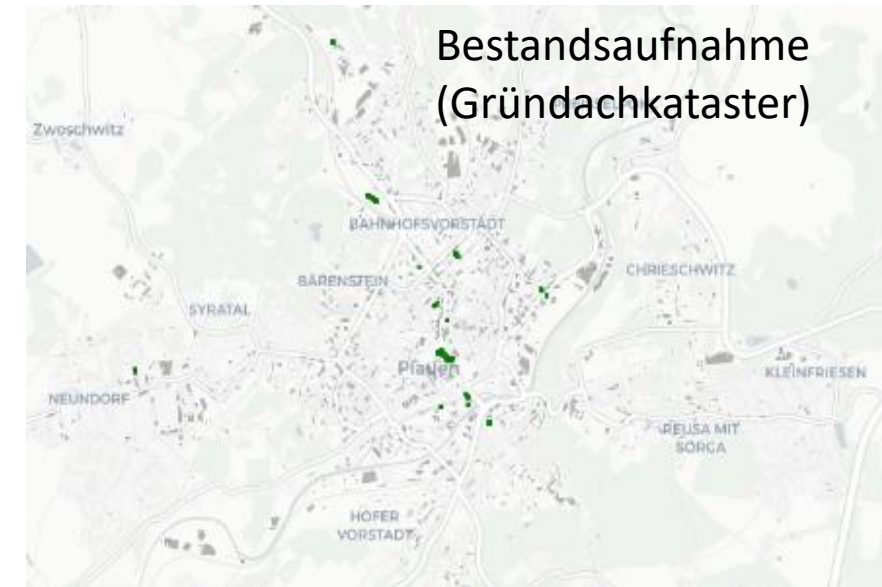 Bestandsaufnahme
(Gründachkataster)
Zwoschwitz
BAHNHOFSVORSTADT
CHRIESCHWITZ
BÄRENSTEIN
SYRATAL
Plauen
KLEINFRIESEN
NEUNDORF
REUSA MIT
SORGA
HOFER
VORSTADT